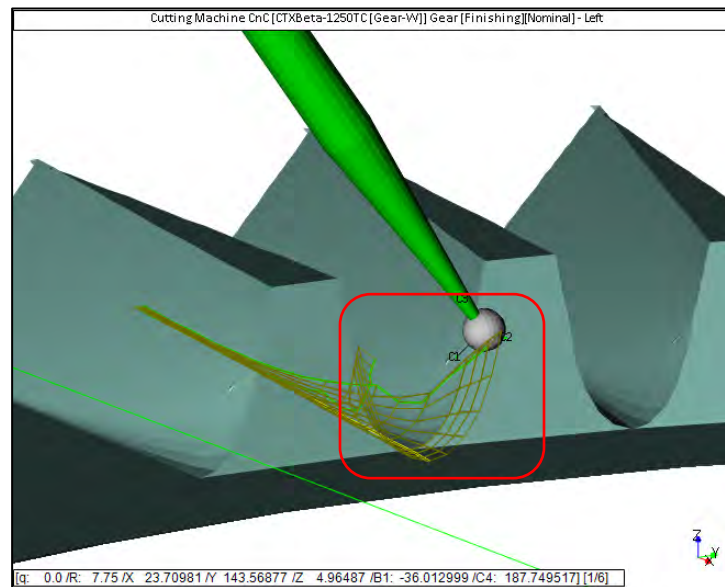 Cutting Machine CnC [CTXBeta-1250TC [Gear-W]] Gear [Finishing][Nominal] - Left
C3
C2
C1
Z
Y
X
[q: 0.0 /R: 7.75 /X 23.70981 /Y 143.56877 /Z 4.96487 /B1: -36.012999 /C4: 187.749517] [1/6]